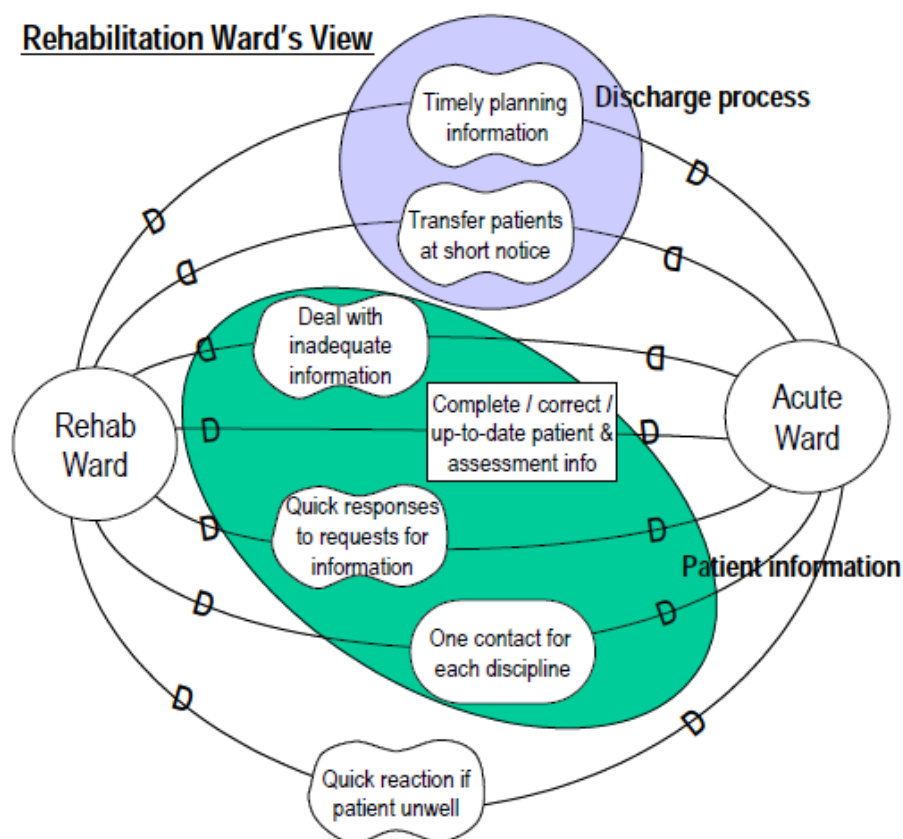 Rehabilitation Ward's View
Timely planning
information
Discharge process
D
D
Transfer patients
at short notice
D
D
Deal with
inadequate
information
D
D
Rehab
Ward
Acute
Ward
Complete / correct /
up-to-date patient &
assessment info
D
D
Quick responses
to requests for
information
D
D
Patient information
One contact for
each discipline
D
D
Quick reaction if
patient unwell
D
D